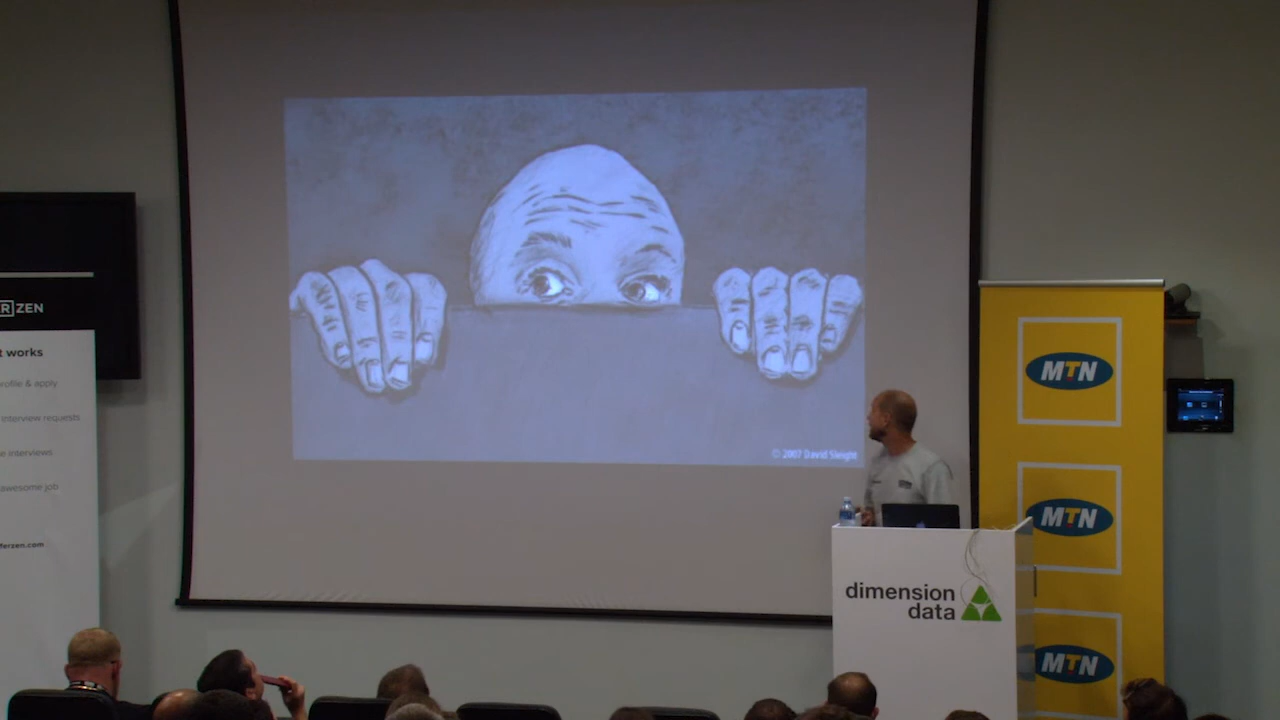 R ZEN
t works
rofile & apply
interview requests
e interviews
awesome job
ferzen.com
© 2007 David Sleight
dimension
data
MTN
MTN
MTN